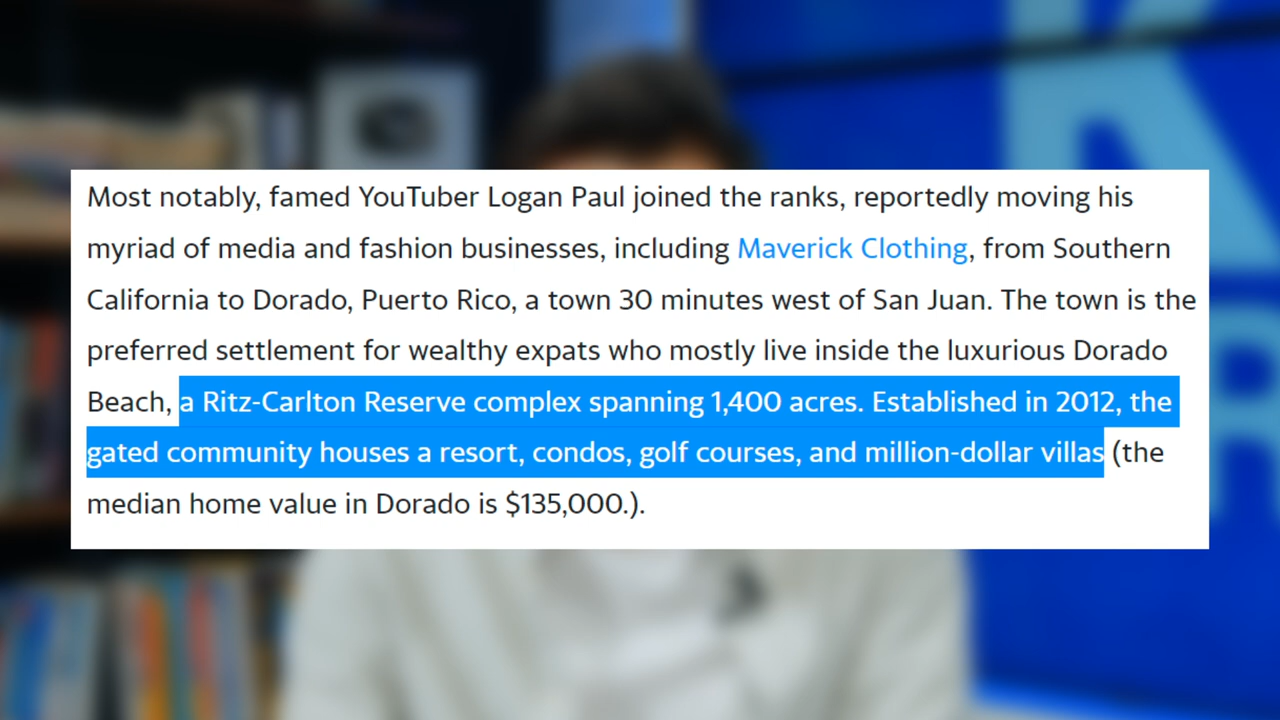 Most notably, famed YouTuber Logan Paul joined the ranks, reportedly moving his
myriad of media and fashion businesses, including Maverick Clothing, from Southern
California to Dorado, Puerto Rico, a town 30 minutes west of San Juan. The town is the
preferred settlement for wealthy expats who mostly live inside the luxurious Dorado
Beach, a Ritz-Carlton Reserve complex spanning 1,400 acres. Established in 2012, the
gated community houses a resort, condos, golf courses, and million-dollar villas (the
median home value in Dorado is $135,000.).